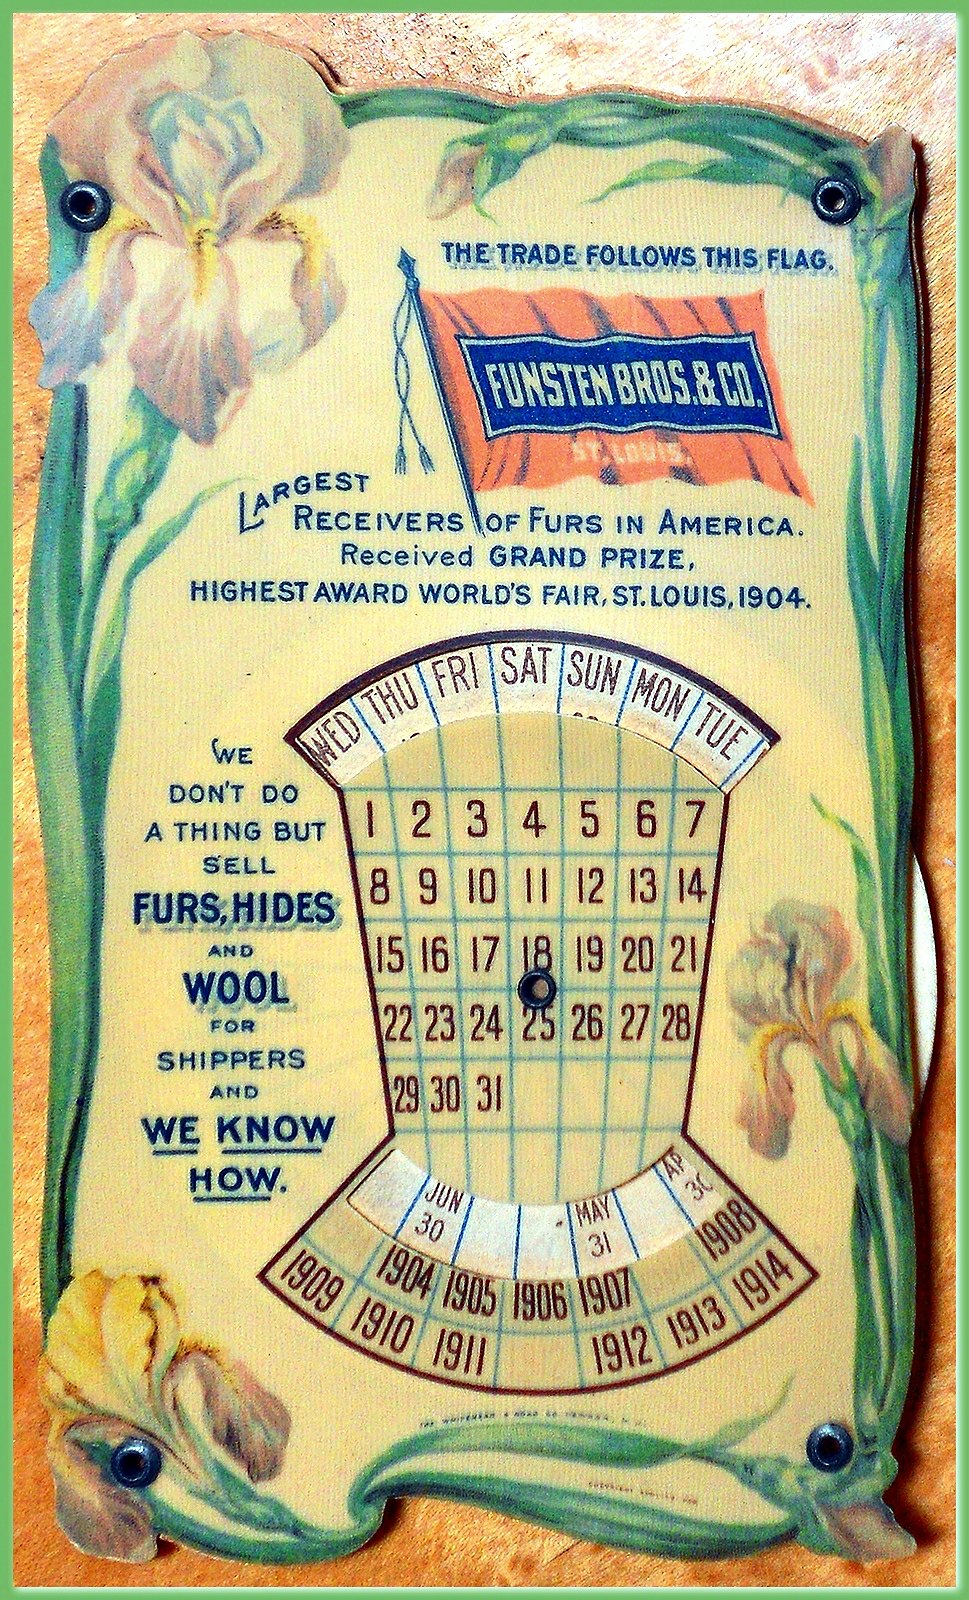 THE TRADE FOLLOWS THIS FLAG.
FUNSTEN BROS. & CO.
ST. LOUIS.
LARGEST
RECEIVERS OF FURS IN AMERICA.
Received GRAND PRIZE,
HIGHEST AWARD WORLD'S FAIR, ST. LOUIS, 1904.
WED THU FRI SAT SUN MON TUE
WE
DON'T DO
A THING BUT
SELL
FURS, HIDES
AND
WOOL
FOR
SHIPPERS
AND
WE KNOW
HOW.
1 2 3 4 5 6 7
8 9 10 11 12 13 14
15 16 17 18 19 20 21
22 23 24 25 26 27 28
29 30 31
JUN MAY AP
30 31 30
1904 1905 1906 1907 1908
1909 1910 1911 1912 1913 1914